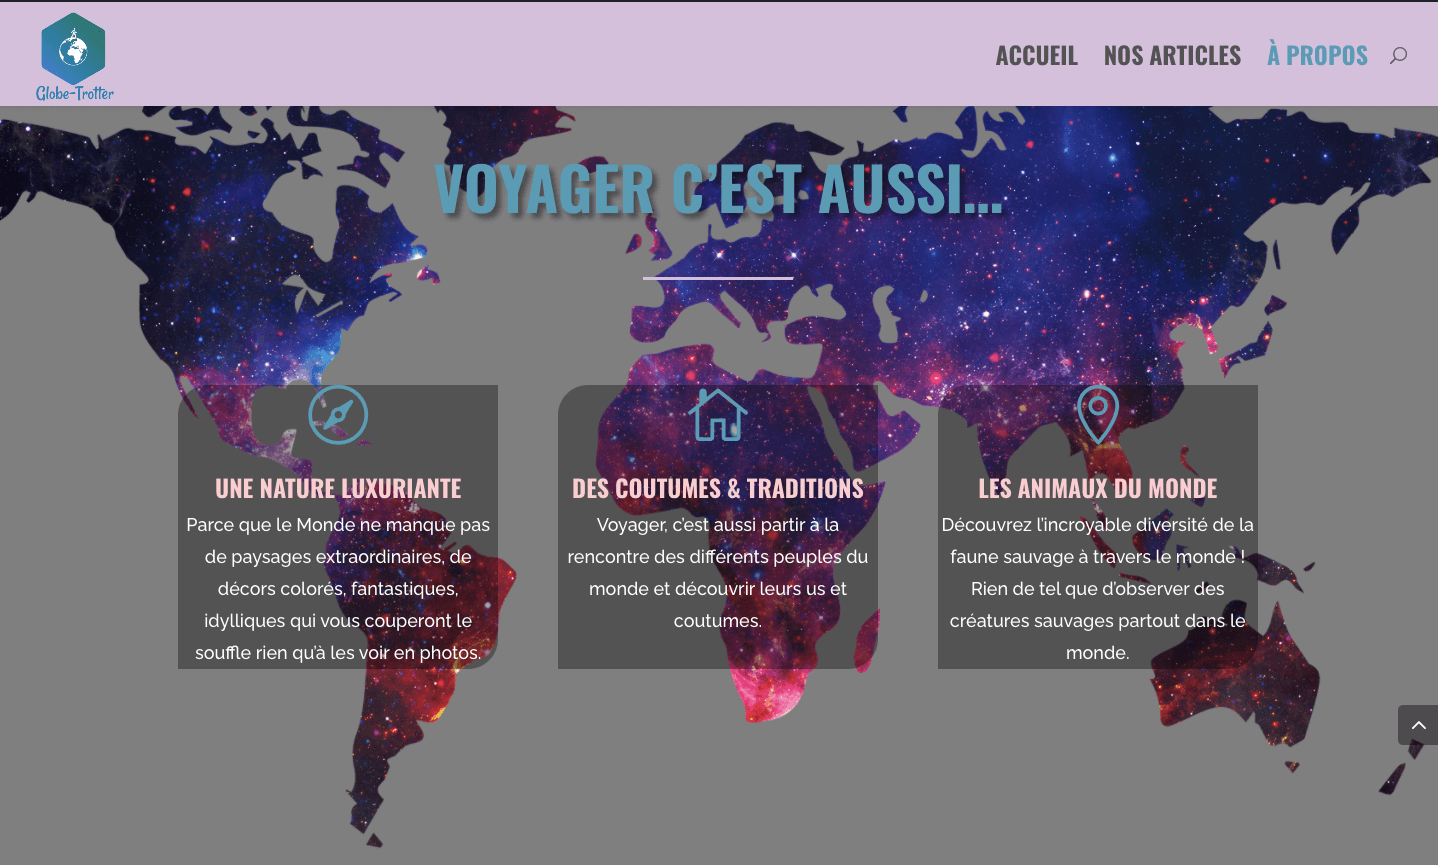 Globe-Trotter
ACCUEIL NOS ARTICLES À PROPOS
VOYAGER C’EST AUSSI…
UNE NATURE LUXURIANTE
Parce que le Monde ne manque pas
de paysages extraordinaires, de
décors colorés, fantastiques,
idylliques qui vous couperont le
souffle rien qu’à les voir en photos.
DES COUTUMES & TRADITIONS
Voyager, c’est aussi partir à la
rencontre des différents peuples du
monde et découvrir leurs us et
coutumes.
LES ANIMAUX DU MONDE
Découvrez l’incroyable diversité de la
faune sauvage à travers le monde !
Rien de tel que d’observer des
créatures sauvages partout dans le
monde.